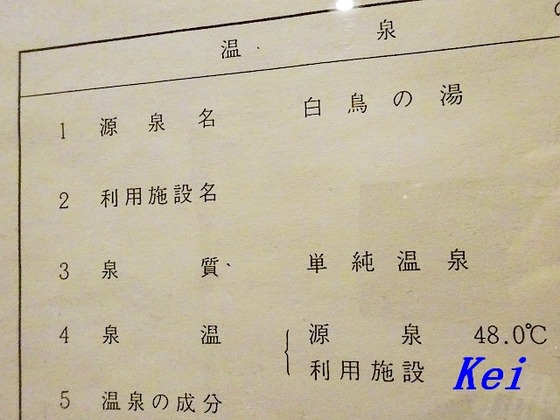 温 泉
1 源泉名 白鳥の湯
2 利用施設名
3 泉質 単純温泉
4 泉温 源泉 48.0℃
利用施設
Kei
5 温泉の成分